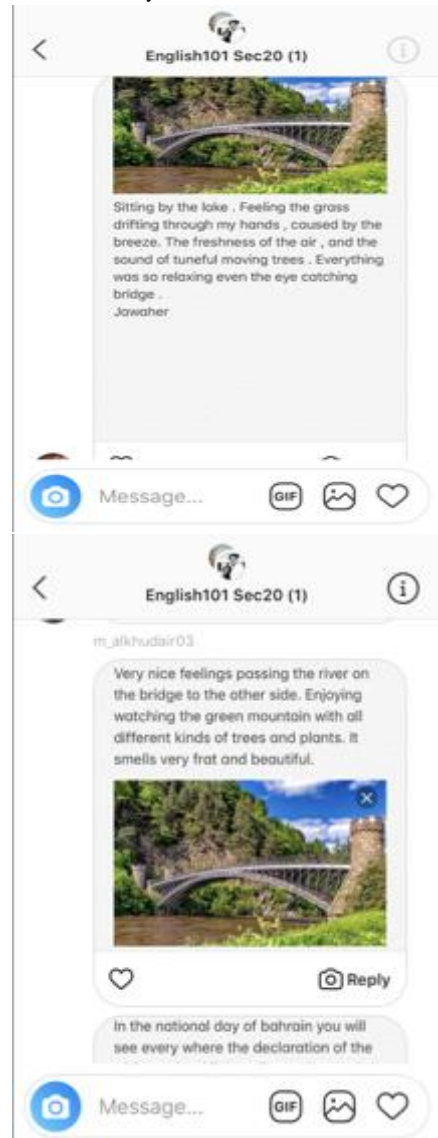 English101 Sec20 (1)
Sitting by the lake . Feeling the grass
drifting through my hands , caused by the
breeze. The freshness of the air , and the
sound of tuneful moving trees . Everything
was so relaxing even the eye catching
bridge .
Jawaher
Message...
GIF
English101 Sec20 (1)
m_alkhudair03
Very nice feelings passing the river on
the bridge to the other side. Enjoying
watching the green mountain with all
different kinds of trees and plants. It
smells very frat and beautiful.
Reply
In the national day of bahrain you will
see every where the declaration of the
Message...
GIF